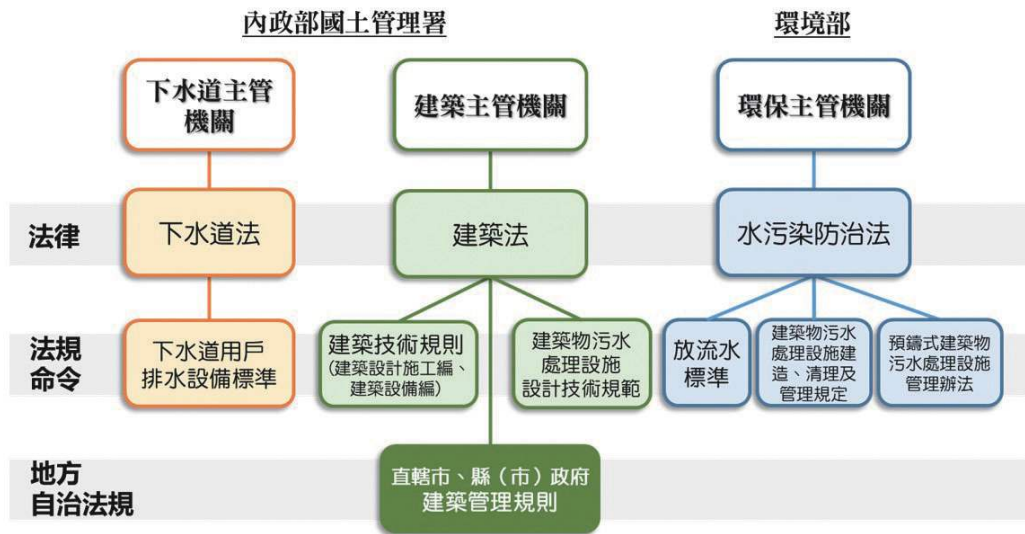 內政部國土管理署
環境部
下水道主管
機關
建築主管機關
環保主管機關
法律
下水道法
建築法
水污染防治法
法規
命令
下水道用戶
排水設備標準
建築技術規則
(建築設計施工編、
建築設備編)
建築物污水
處理設施
設計技術規範
放流水
標準
建築物污水
處理設施建
造、清理及
管理規定
預鑄式建築物
污水處理設施
管理辦法
地方
自治法規
直轄市、縣（市）政府
建築管理規則